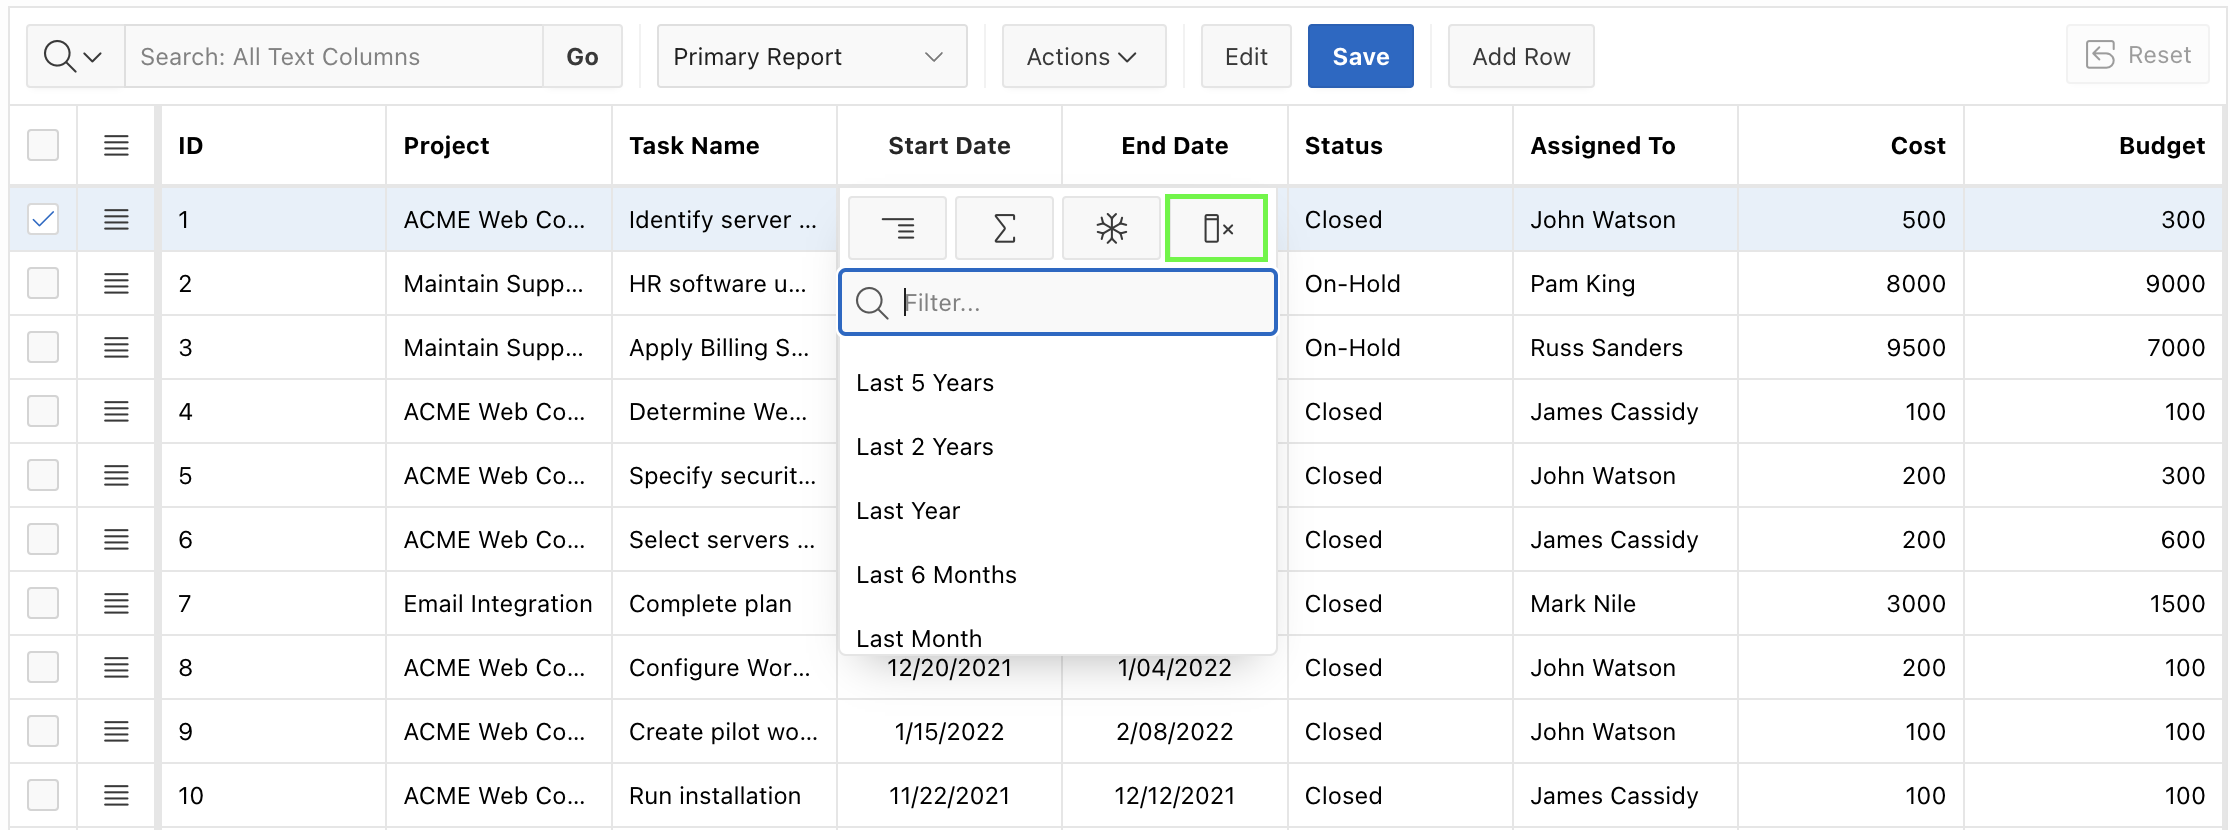 Search: All Text Columns Go Primary Report Actions Edit Save Add Row Reset
ID Project Task Name Start Date End Date Status Assigned To Cost Budget
1 ACME Web Co... Identify server ... Closed John Watson 500 300
2 Maintain Supp... HR software u... On-Hold Pam King 8000 9000
Filter...
3 Maintain Supp... Apply Billing S... On-Hold Russ Sanders 9500 7000
Last 5 Years
4 ACME Web Co... Determine We... Closed James Cassidy 100 100
Last 2 Years
5 ACME Web Co... Specify securit... Closed John Watson 200 300
Last Year
6 ACME Web Co... Select servers ... Closed James Cassidy 200 600
Last 6 Months
7 Email Integration Complete plan Closed Mark Nile 3000 1500
Last Month
8 ACME Web Co... Configure Wor... 12/20/2021 1/04/2022 Closed John Watson 200 100
9 ACME Web Co... Create pilot wo... 1/15/2022 2/08/2022 Closed John Watson 100 100
10 ACME Web Co... Run installation 11/22/2021 12/12/2021 Closed James Cassidy 100 100